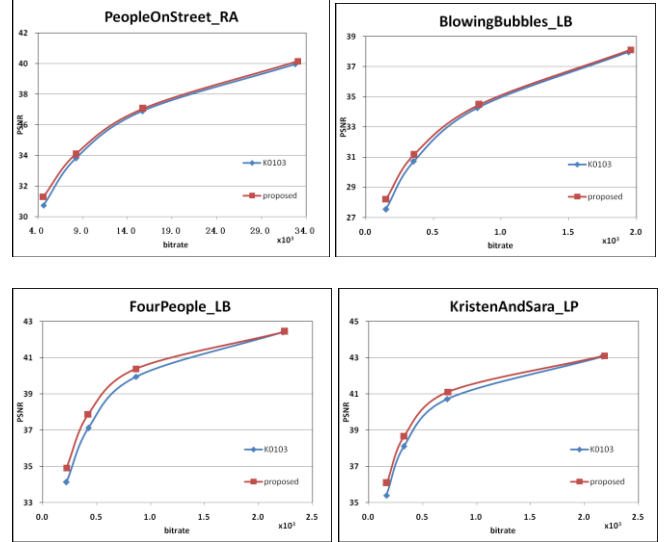 PeopleOnStreet_RA
42
40
38
36
34
32
30
PSNR
K0103
proposed
4.0 9.0 14.0 19.0 24.0 29.0 34.0
x10³
bitrate
BlowingBubbles_LB
39
37
35
33
31
29
27
PSNR
K0103
proposed
0.0 0.5 1.0 1.5 2.0
x10³
bitrate
FourPeople_LB
43
41
39
37
35
33
PSNR
K0103
proposed
0.0 0.5 1.0 1.5 2.0 2.5
x10³
bitrate
KristenAndSara_LP
45
43
41
39
37
35
PSNR
K0103
proposed
0.0 0.5 1.0 1.5 2.0 2.5
x10³
bitrate